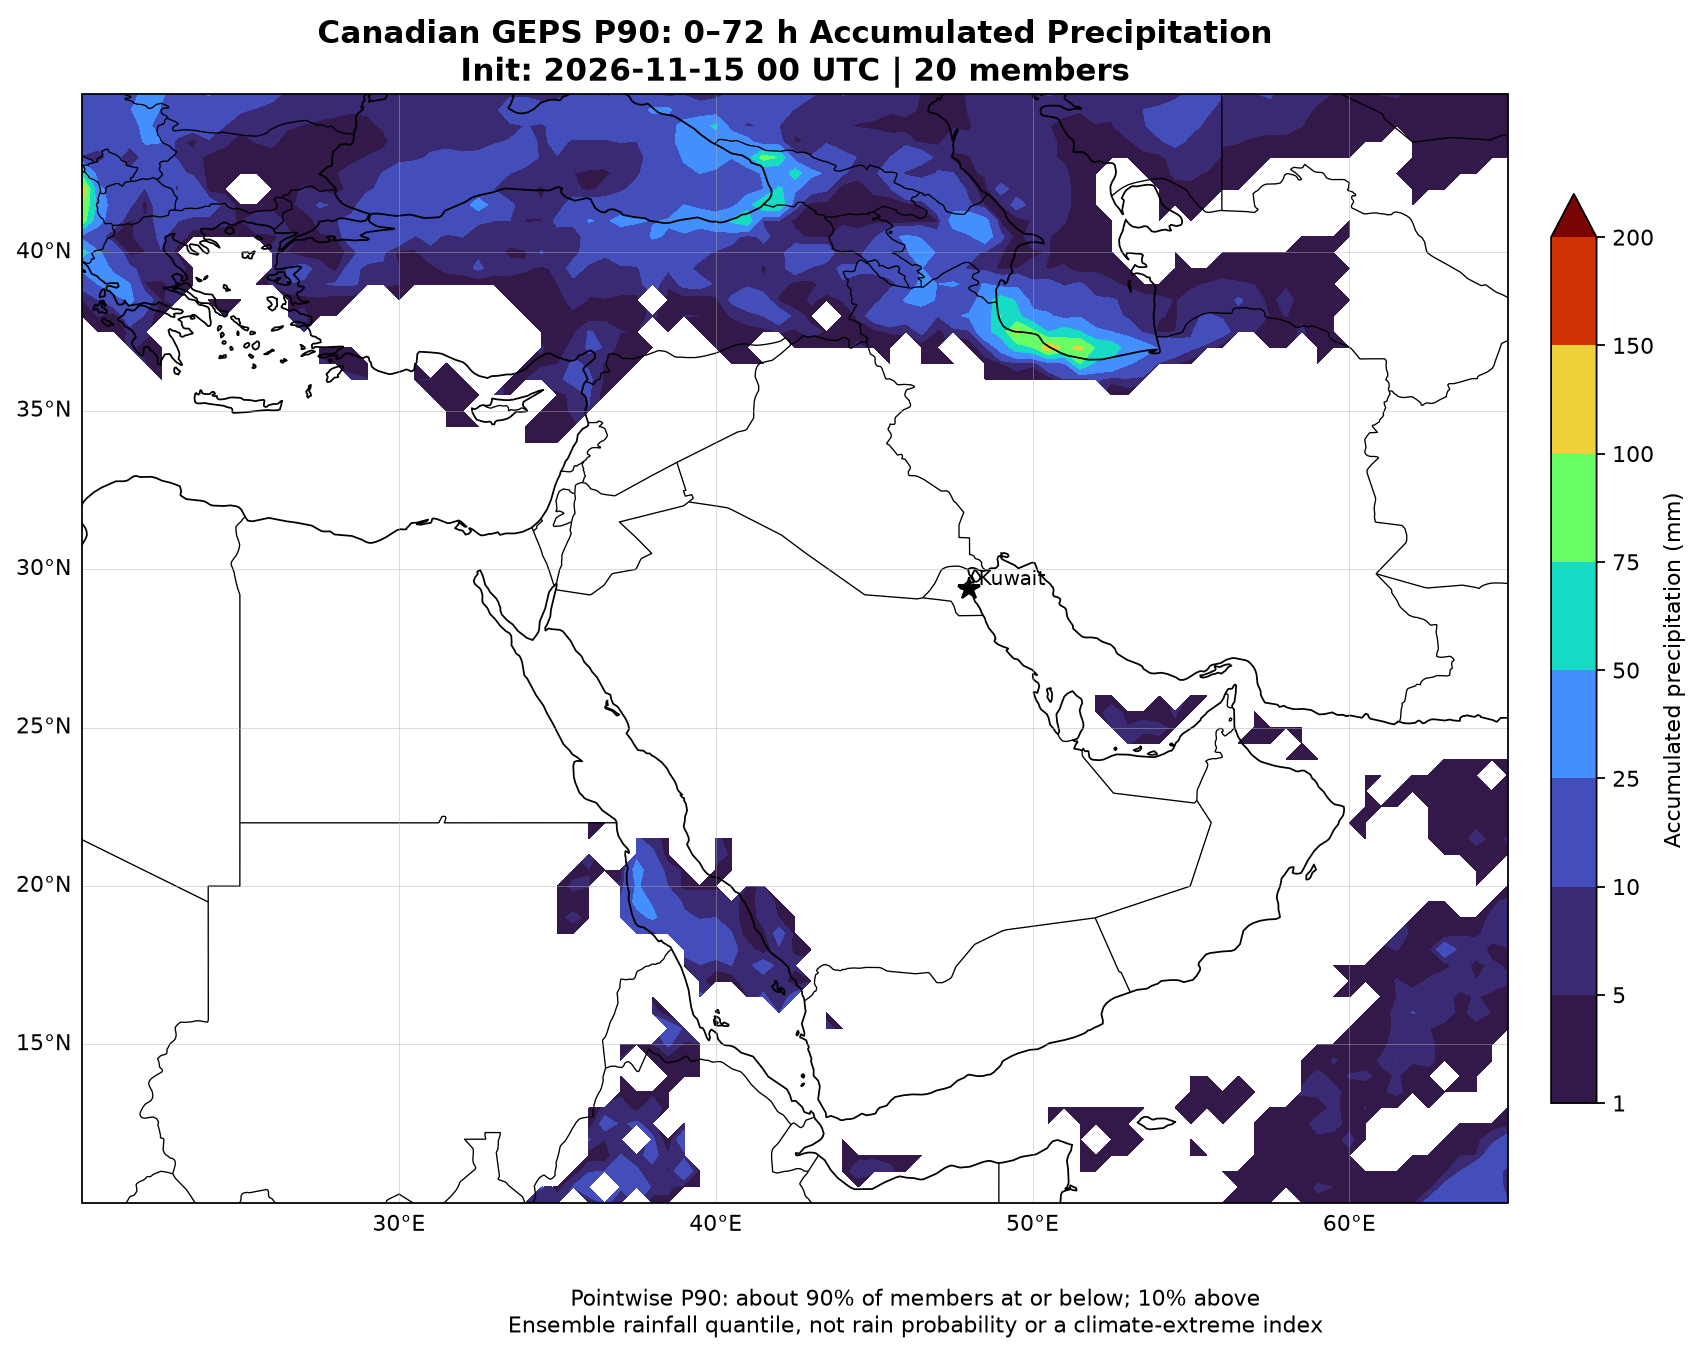 Canadian GEPS P90: 0–72 h Accumulated Precipitation
Init: 2026-11-15 00 UTC | 20 members
40°N
35°N
30°N
25°N
20°N
15°N
30°E
40°E
50°E
60°E
Kuwait
200
150
100
75
50
25
10
5
1
Accumulated precipitation (mm)
Pointwise P90: about 90% of members at or below; 10% above
Ensemble rainfall quantile, not rain probability or a climate-extreme index